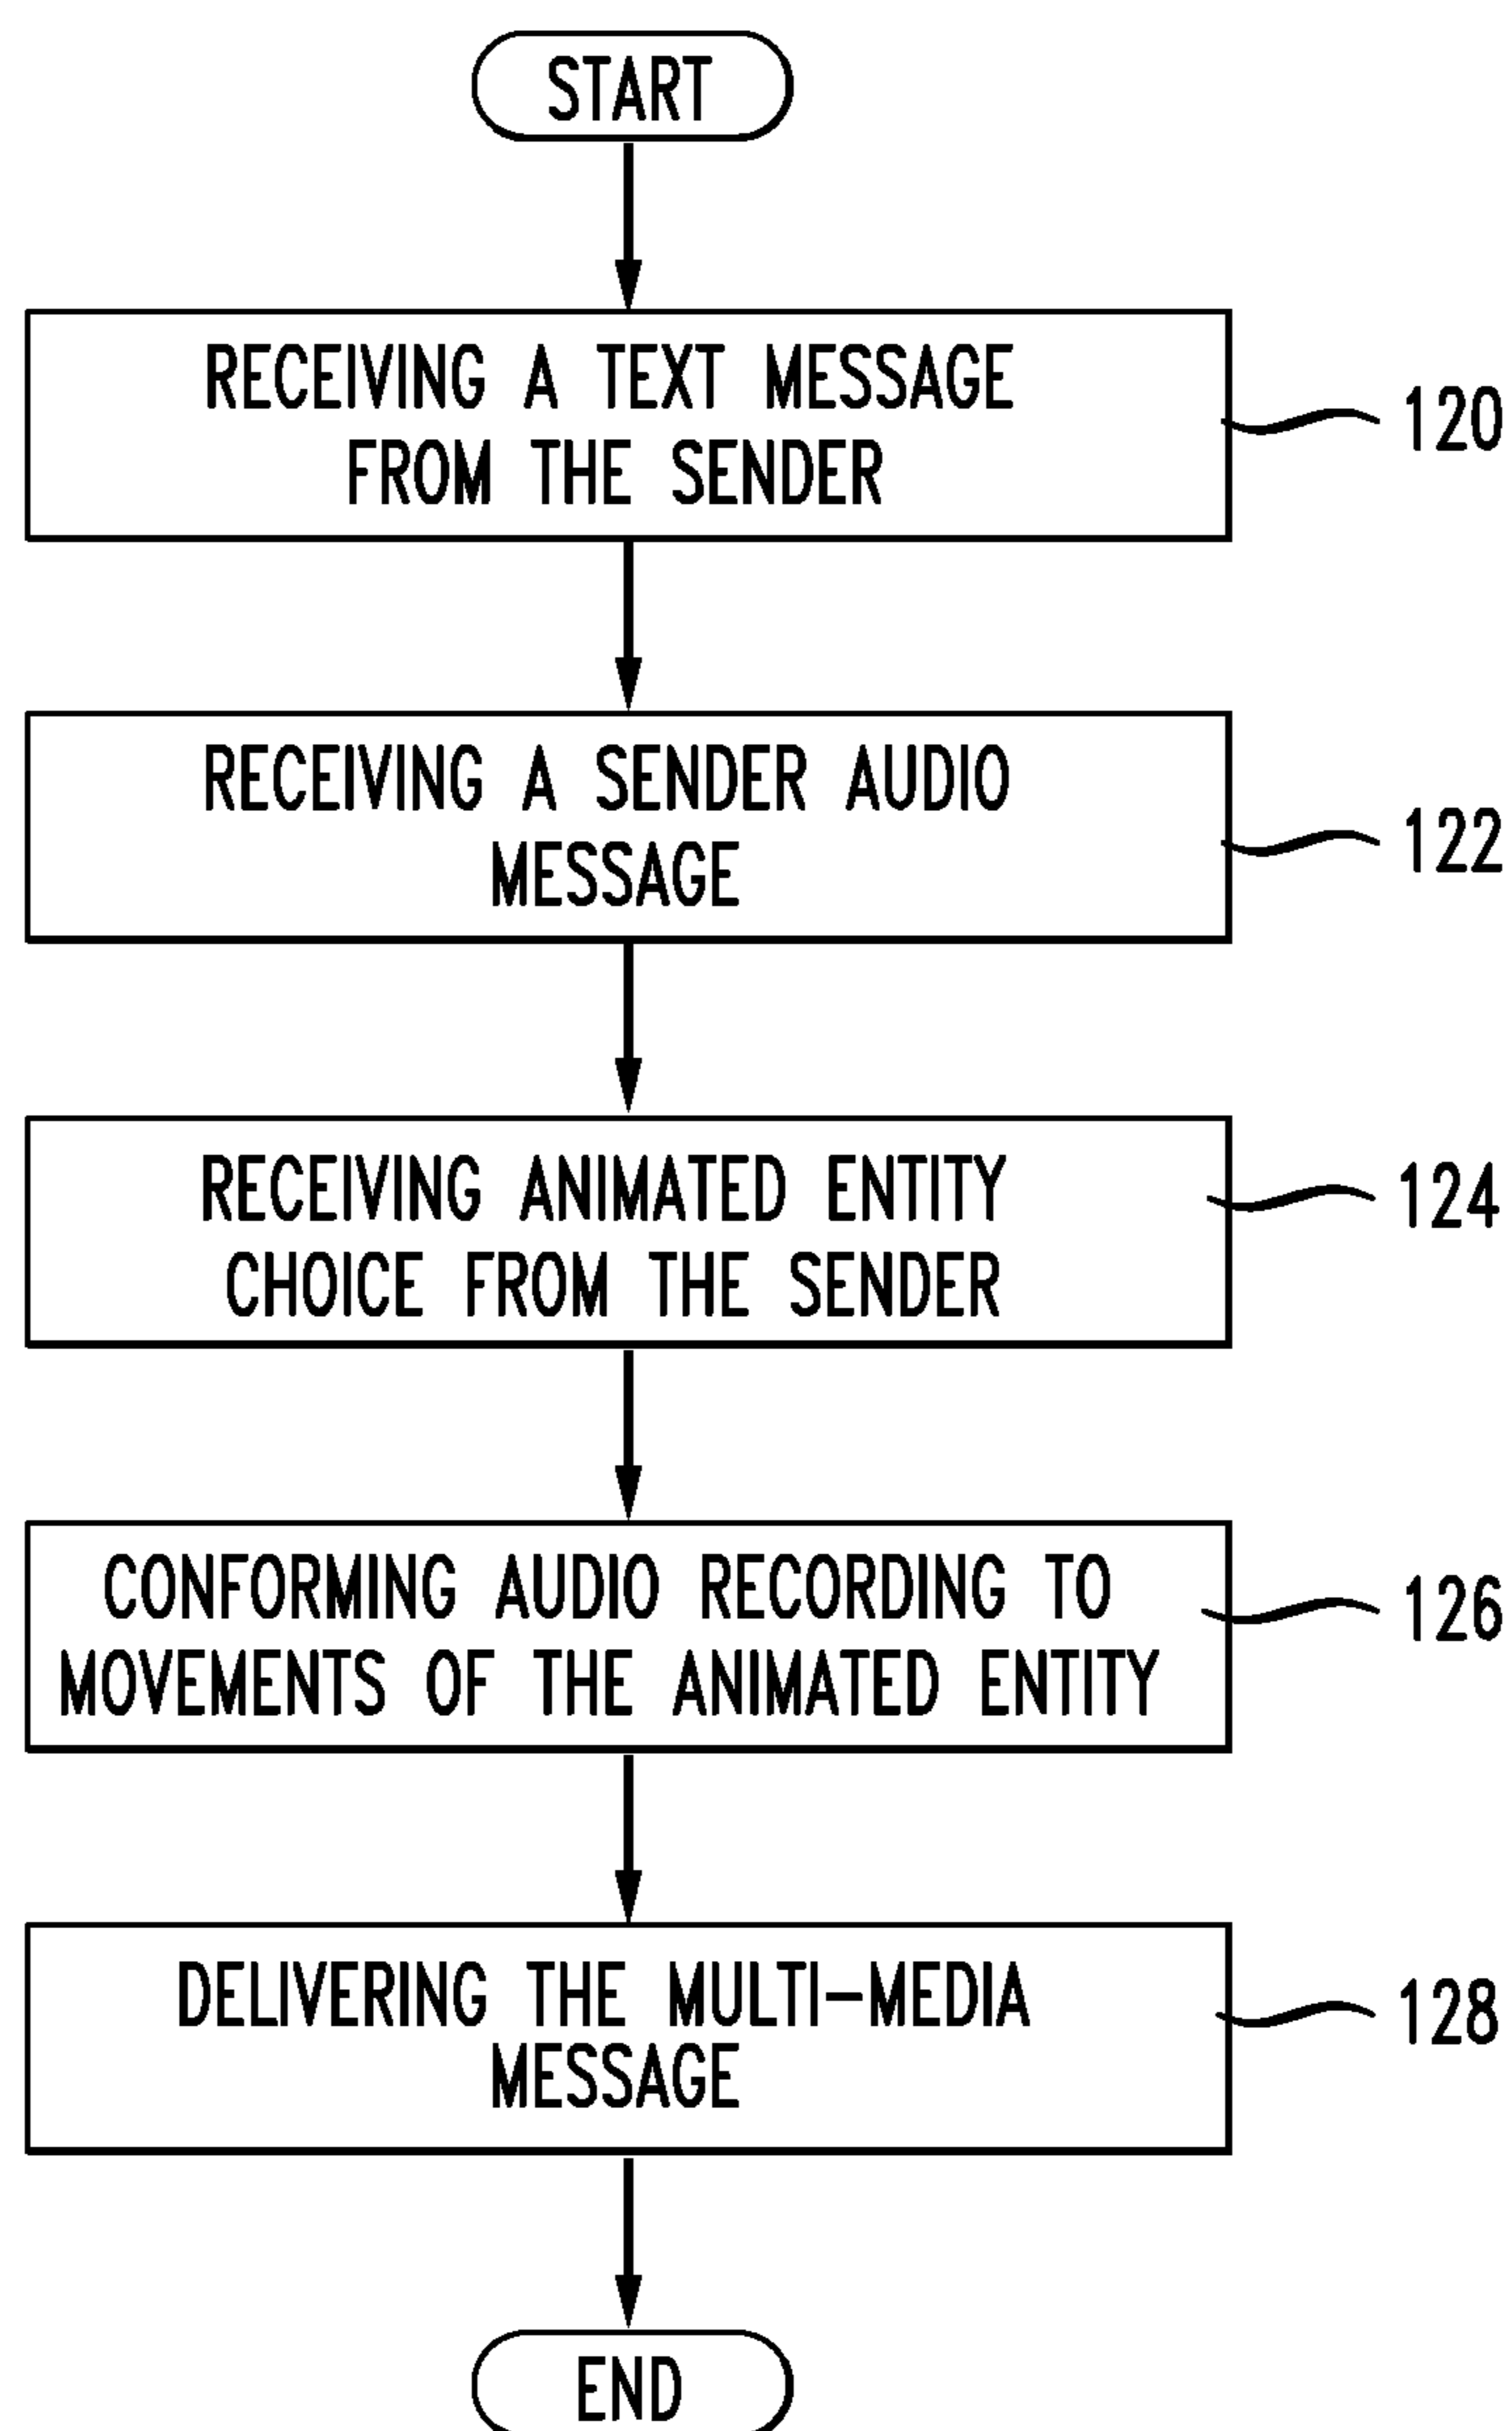 START
RECEIVING A TEXT MESSAGE
FROM THE SENDER
120
RECEIVING A SENDER AUDIO
MESSAGE
122
RECEIVING ANIMATED ENTITY
CHOICE FROM THE SENDER
124
CONFORMING AUDIO RECORDING TO
MOVEMENTS OF THE ANIMATED ENTITY
126
DELIVERING THE MULTI-MEDIA
MESSAGE
128
END